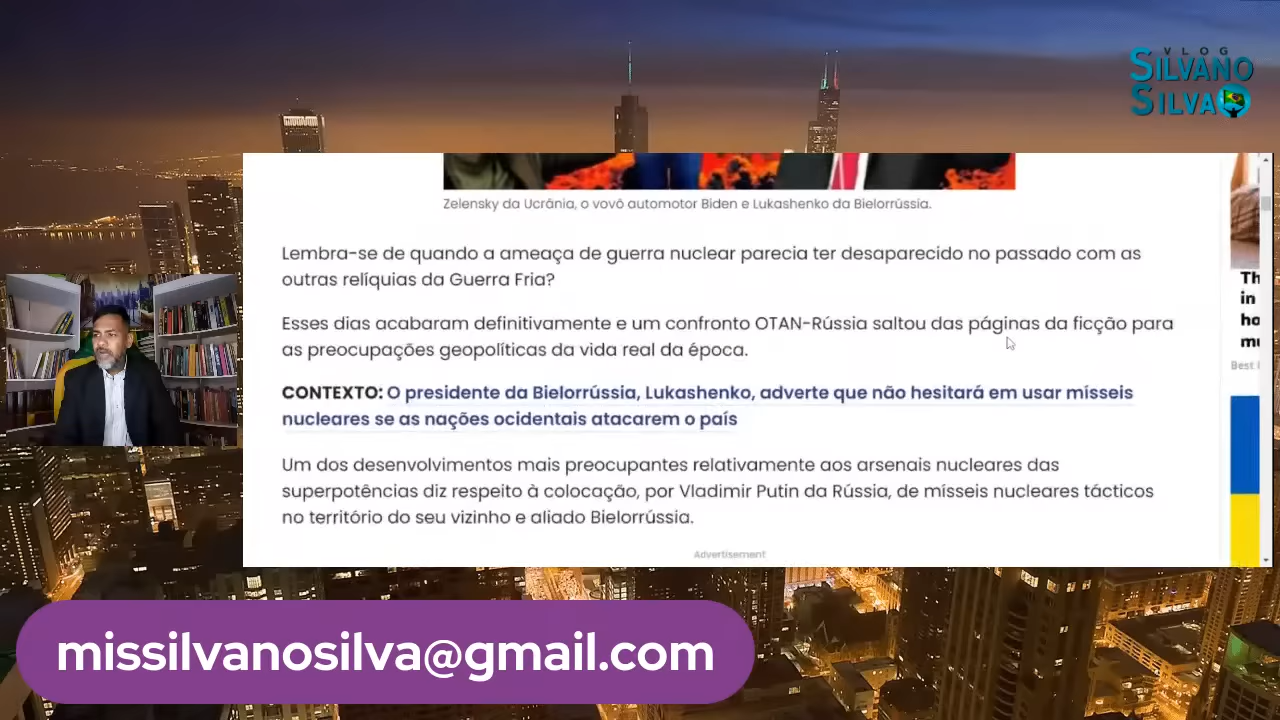 VLOG
SILVANO
SILVA
Zelensky da Ucrânia, o vovô automotor Biden e Lukashenko da Bielorrússia.
Lembra-se de quando a ameaça de guerra nuclear parecia ter desaparecido no passado com as
outras relíquias da Guerra Fria?
Esses dias acabaram definitivamente e um confronto OTAN-Rússia saltou das páginas da ficção para
as preocupações geopolíticas da vida real da época.
CONTEXTO: O presidente da Bielorrússia, Lukashenko, adverte que não hesitará em usar mísseis
nucleares se as nações ocidentais atacarem o país
Um dos desenvolvimentos mais preocupantes relativamente aos arsenais nucleares das
superpotências diz respeito à colocação, por Vladimir Putin da Rússia, de mísseis nucleares tácticos
no território do seu vizinho e aliado Bielorrússia.
Advertisement
Th
in
ho
mu
Best
missilvanosilva@gmail.com